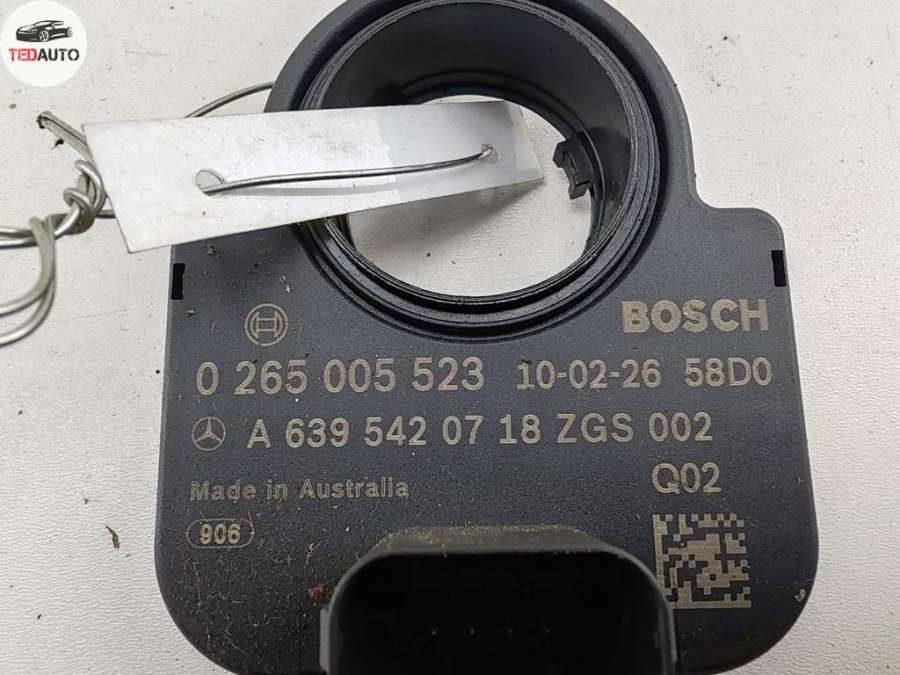 TEDAUTO
BOSCH
0 265 005 523 10-02-26 58D0
A 639 542 07 18 ZGS 002
Made in Australia Q02
906